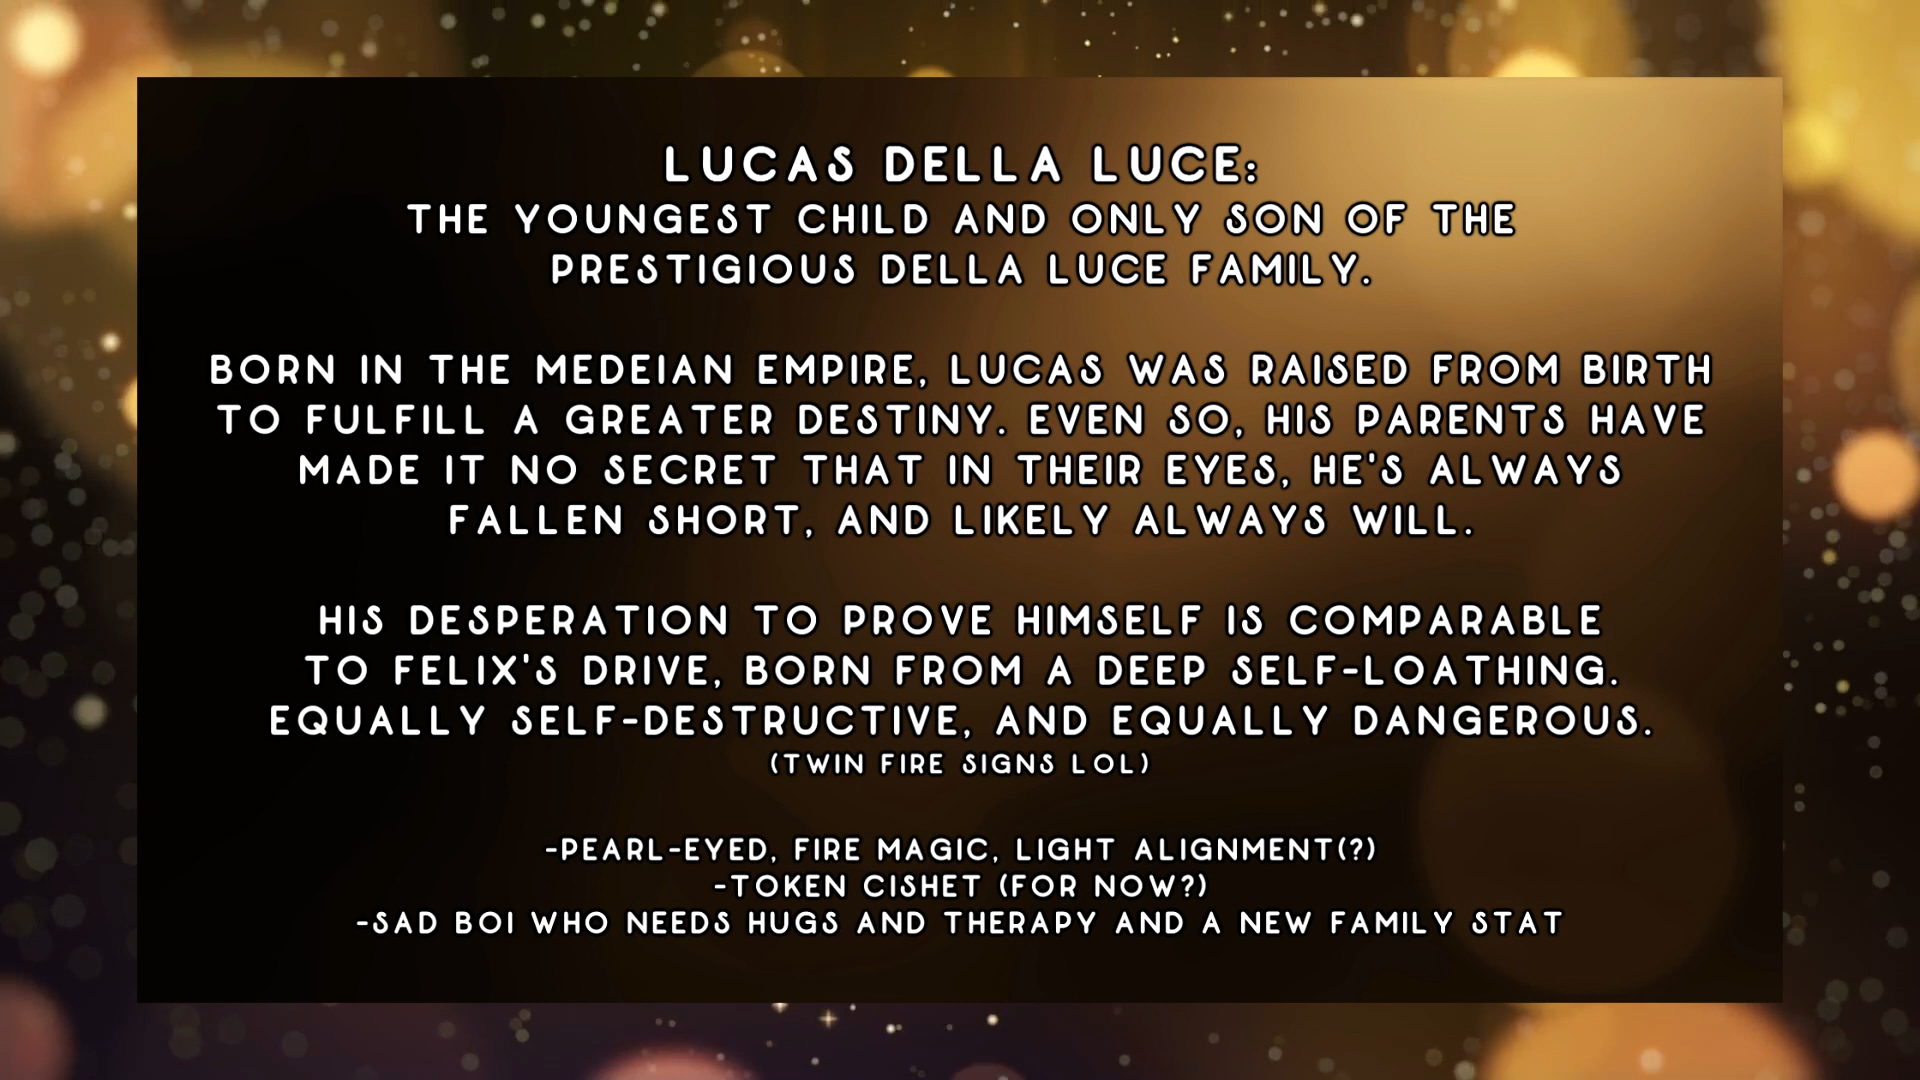 LUCAS DELLA LUCE:
THE YOUNGEST CHILD AND ONLY SON OF THE
PRESTIGIOUS DELLA LUCE FAMILY.
BORN IN THE MEDEIAN EMPIRE, LUCAS WAS RAISED FROM BIRTH
TO FULFILL A GREATER DESTINY. EVEN SO, HIS PARENTS HAVE
MADE IT NO SECRET THAT IN THEIR EYES, HE'S ALWAYS
FALLEN SHORT, AND LIKELY ALWAYS WILL.
HIS DESPERATION TO PROVE HIMSELF IS COMPARABLE
TO FELIX'S DRIVE, BORN FROM A DEEP SELF-LOATHING.
EQUALLY SELF-DESTRUCTIVE, AND EQUALLY DANGEROUS.
(TWIN FIRE SIGNS LOL)
-PEARL-EYED, FIRE MAGIC, LIGHT ALIGNMENT(?)
-TOKEN CISHET (FOR NOW?)
-SAD BOI WHO NEEDS HUGS AND THERAPY AND A NEW FAMILY STAT